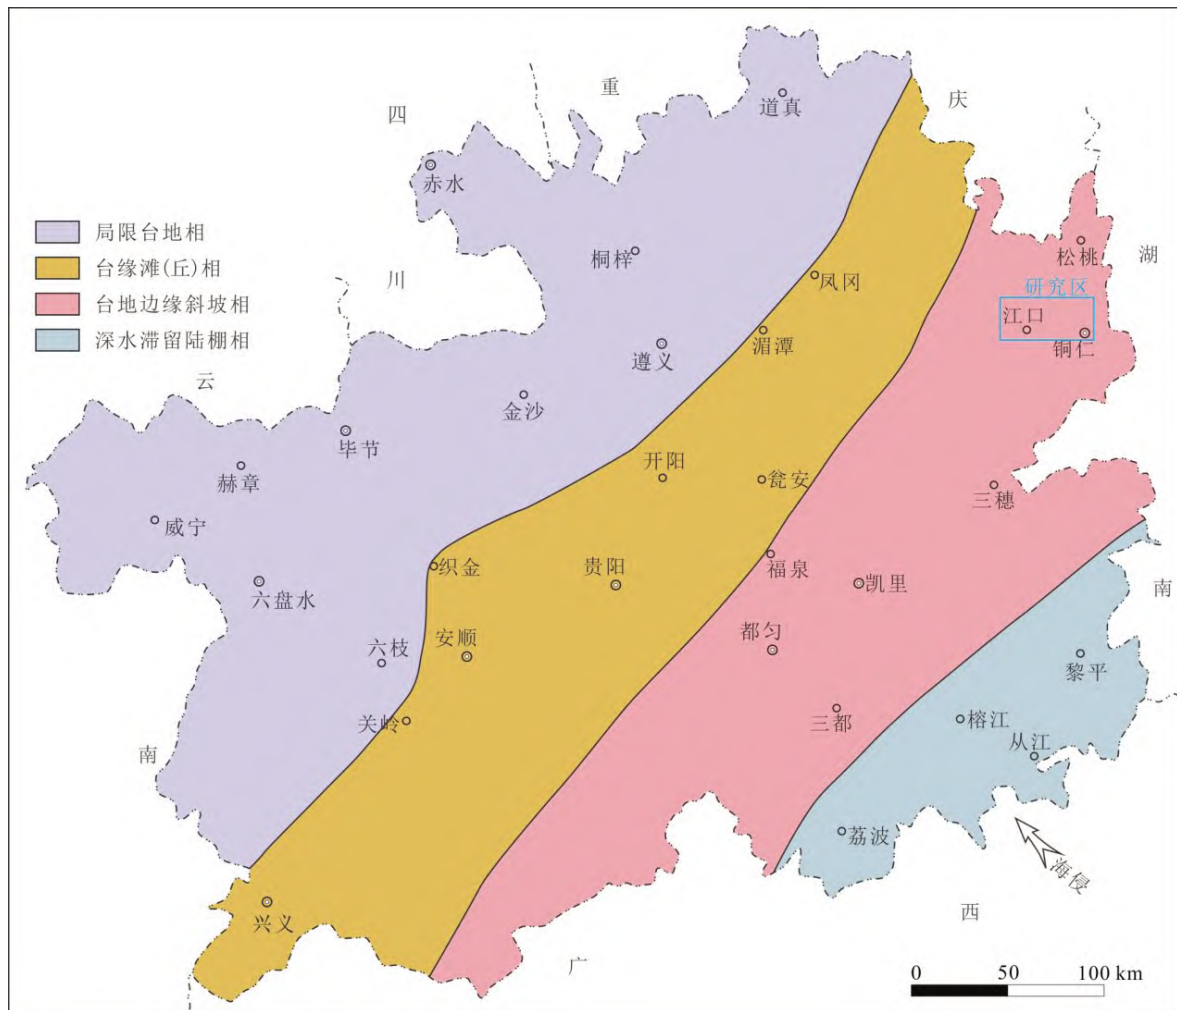 重
庆
道真
四
赤水
局限台地相
台缘滩(丘)相
台地边缘斜坡相
深水滞留陆棚相
川
桐梓
凤冈
松桃
湖
研究区
江口
铜仁
湄潭
遵义
云
金沙
毕节
赫章
开阳
瓮安
三穗
威宁
织金
贵阳
福泉
凯里
南
六盘水
安顺
都匀
黎平
六枝
关岭
三都
榕江
从江
南
荔波
海侵
兴义
西
广
0 50 100 km